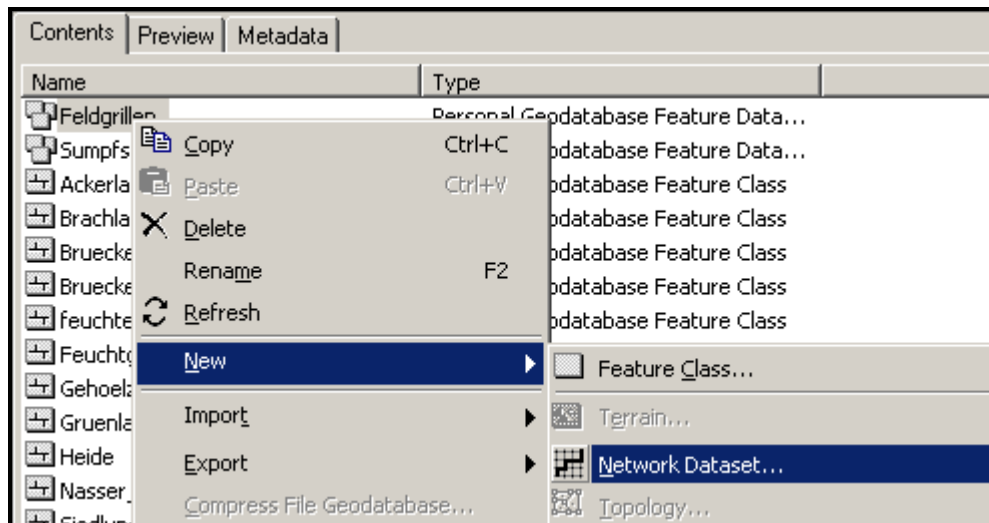 Contents Preview Metadata
Name Type
Feldgrillen Personal Geodatabase Feature Data...
Sumpfs odatabase Feature Data...
Ackerla odatabase Feature Class
Brachla odatabase Feature Class
Bruecke odatabase Feature Class
Bruecke odatabase Feature Class
feuchte odatabase Feature Class
Feuchtg
Gehoelz
Gruenla
Heide
Nasser_
Copy Ctrl+C
Paste Ctrl+V
Delete
Rename F2
Refresh
New
Import
Export
Compress File Geodatabase...
Feature Class...
Terrain...
Network Dataset...
Topology...